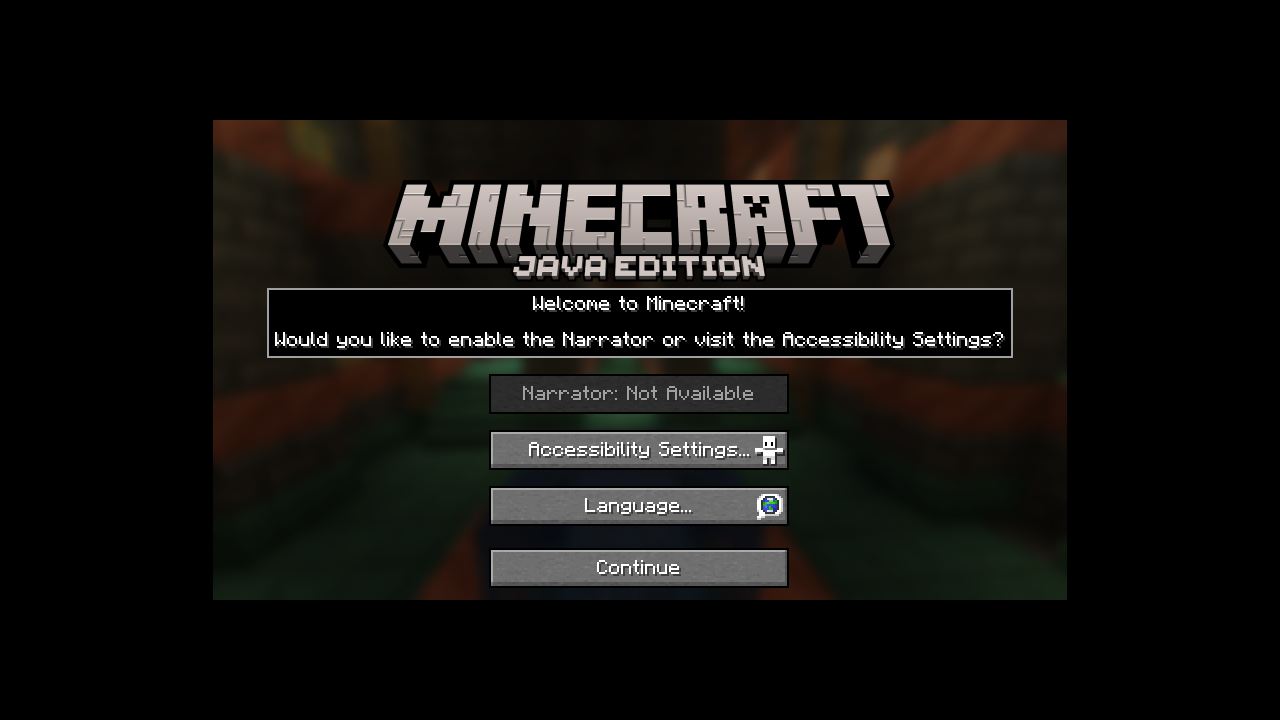 MINECRAFT
JAVA EDITION
Welcome to Minecraft!
Would you like to enable the Narrator or visit the Accessibility Settings?
Narrator: Not Available
Accessibility Settings...
Language...
Continue